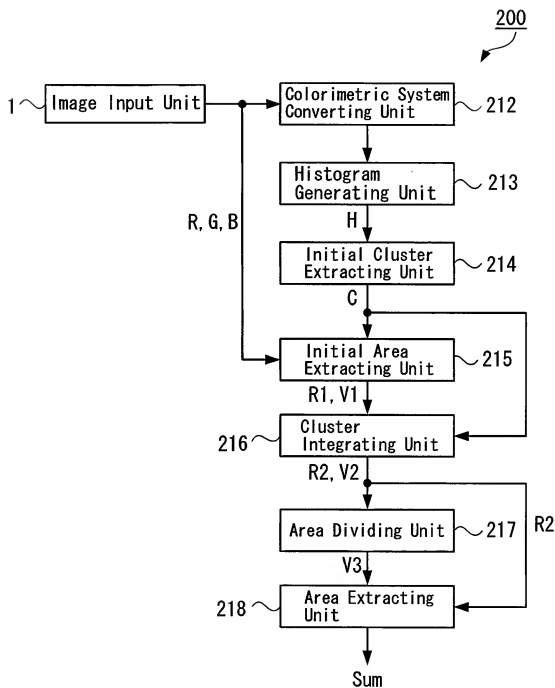 200
1
Image Input Unit
Colorimetric System
Converting Unit
212
Histogram
Generating Unit
213
R, G, B
H
Initial Cluster
Extracting Unit
214
C
Initial Area
Extracting Unit
215
R1, V1
216
Cluster
Integrating Unit
R2, V2
Area Dividing Unit
217
R2
V3
218
Area Extracting
Unit
Sum